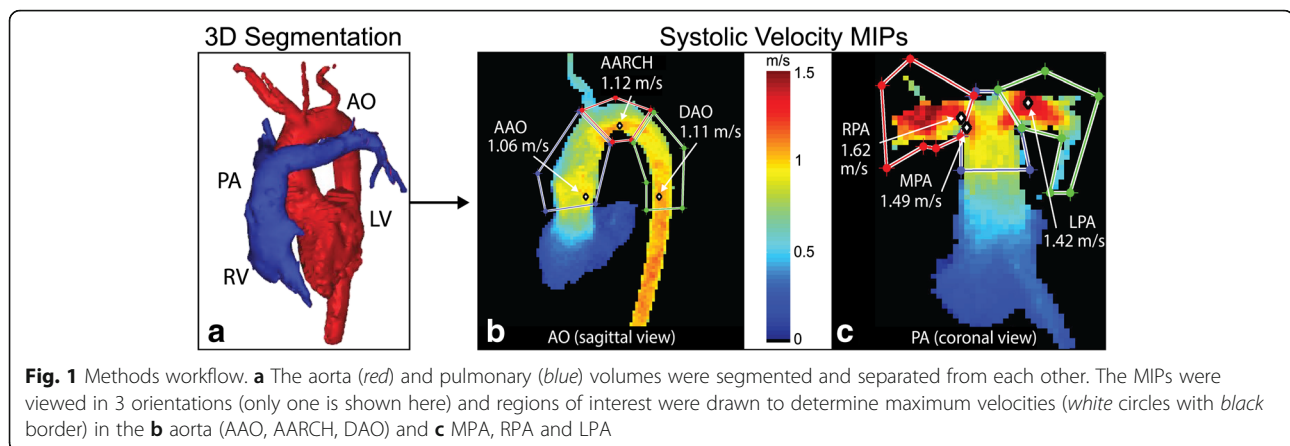 3D Segmentation
Systolic Velocity MIPs
AO
PA
LV
RV
a
AARCH
1.12 m/s
AAO
1.06 m/s
DAO
1.11 m/s
b
AO (sagittal view)
m/s
1.5
1
0.5
0
RPA
1.62
m/s
MPA
1.49 m/s
LPA
1.42 m/s
c
PA (coronal view)
Fig. 1 Methods workflow. a The aorta (red) and pulmonary (blue) volumes were segmented and separated from each other. The MIPs were
viewed in 3 orientations (only one is shown here) and regions of interest were drawn to determine maximum velocities (white circles with black
border) in the b aorta (AAO, AARCH, DAO) and c MPA, RPA and LPA